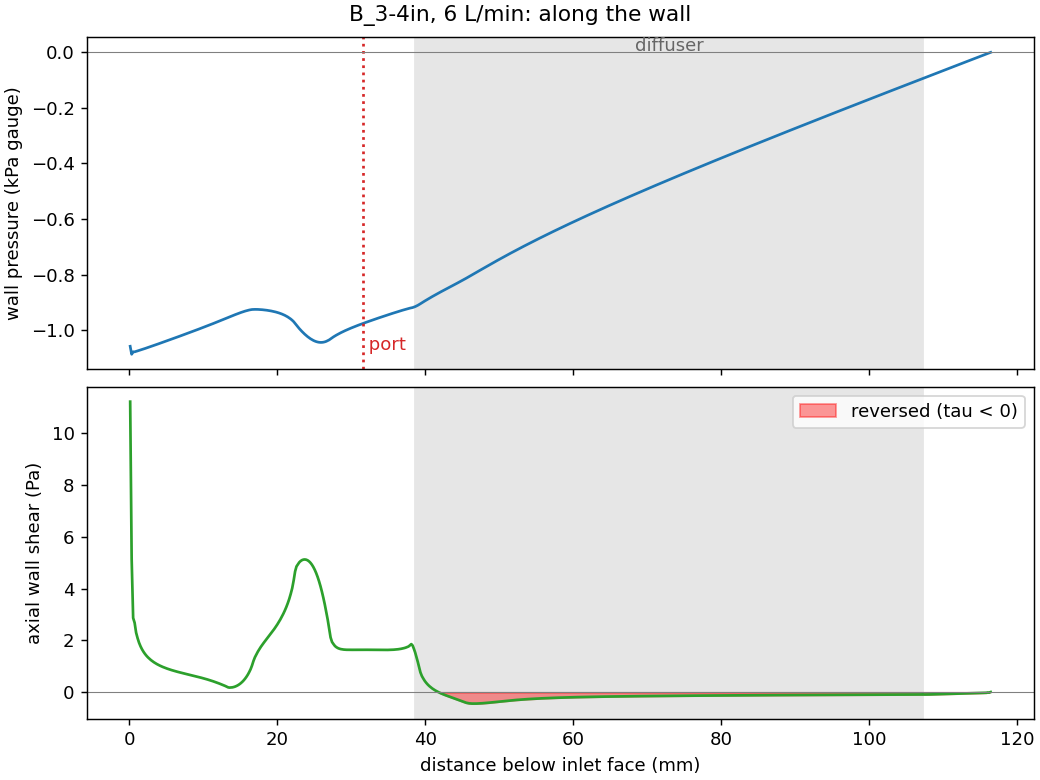 B_3-4in, 6 L/min: along the wall
diffuser
wall pressure (kPa gauge)
0.0
−0.2
−0.4
−0.6
−0.8
−1.0
port
reversed (tau < 0)
axial wall shear (Pa)
10
8
6
4
2
0
0 20 40 60 80 100 120
distance below inlet face (mm)